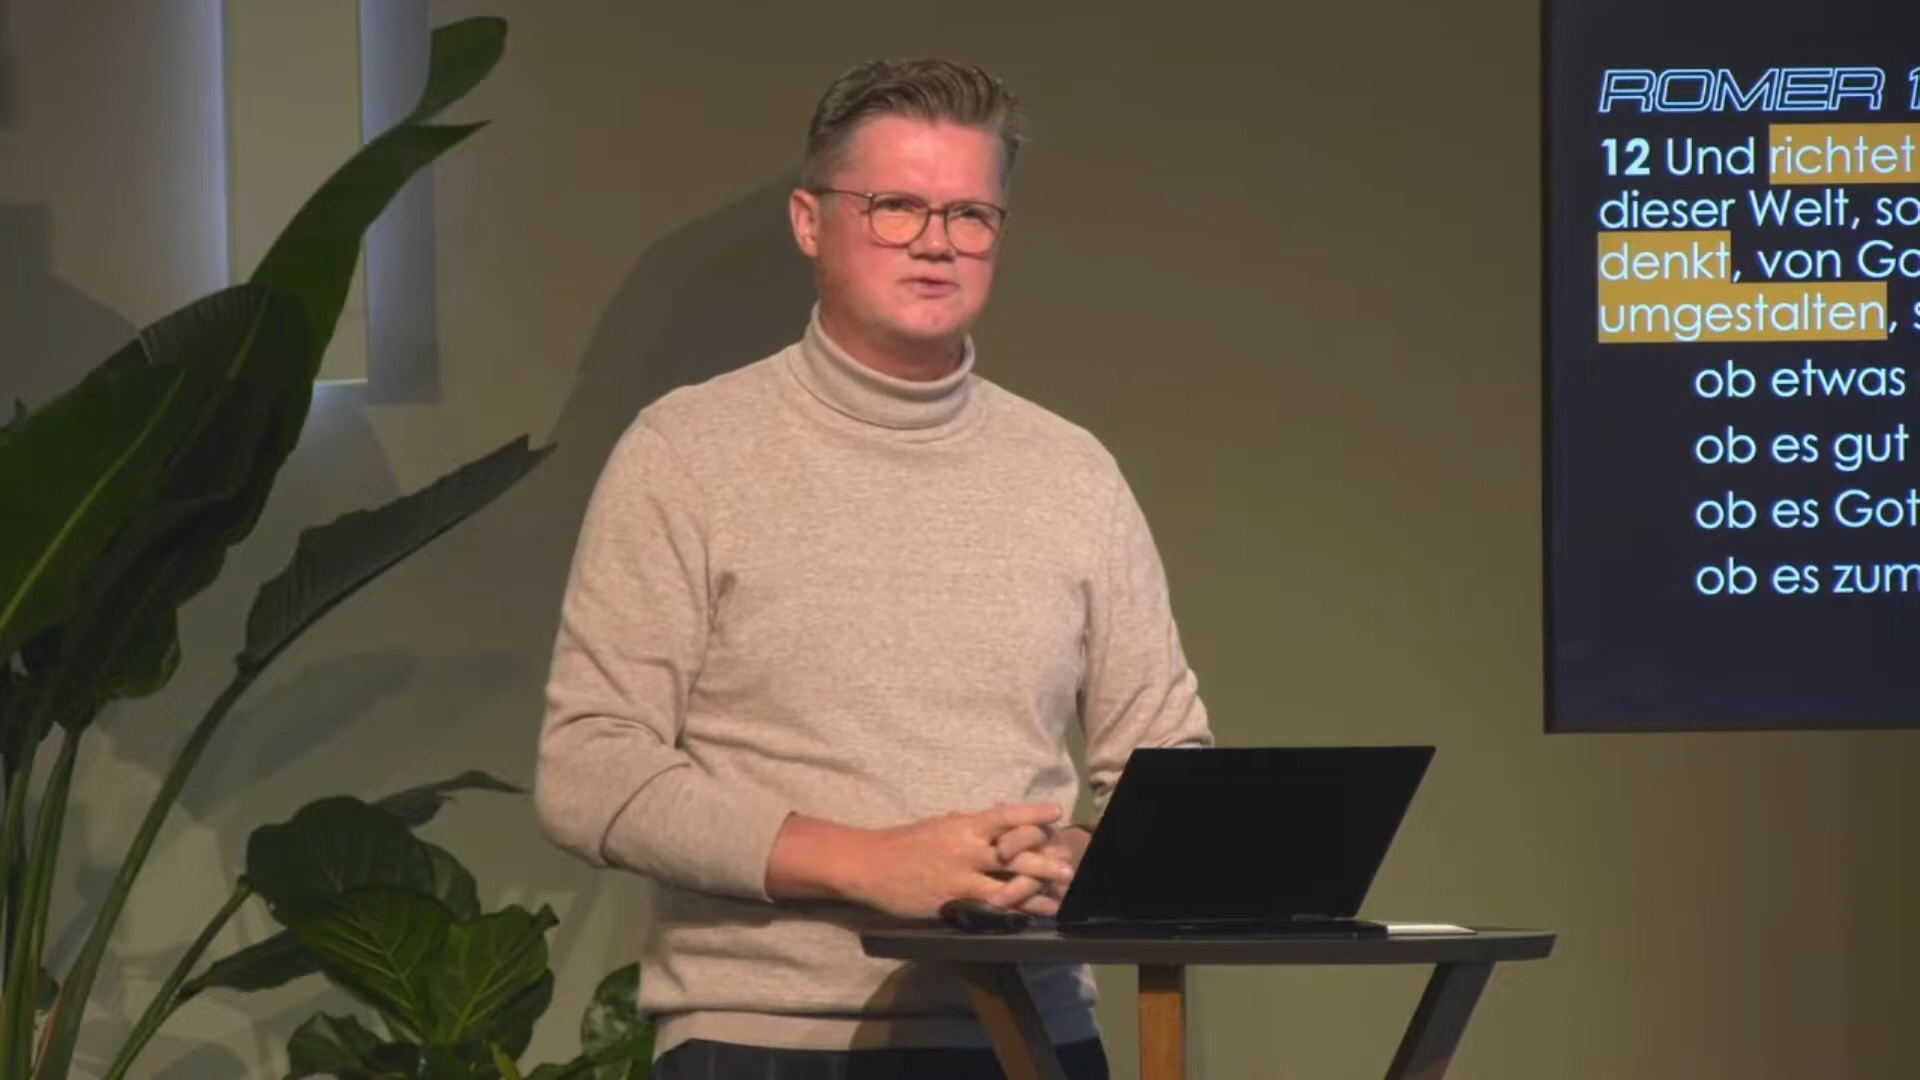 ROMER 1
12 Und richtet
dieser Welt, so
denkt, von Go
umgestalten, s
ob etwas
ob es gut
ob es Got
ob es zum